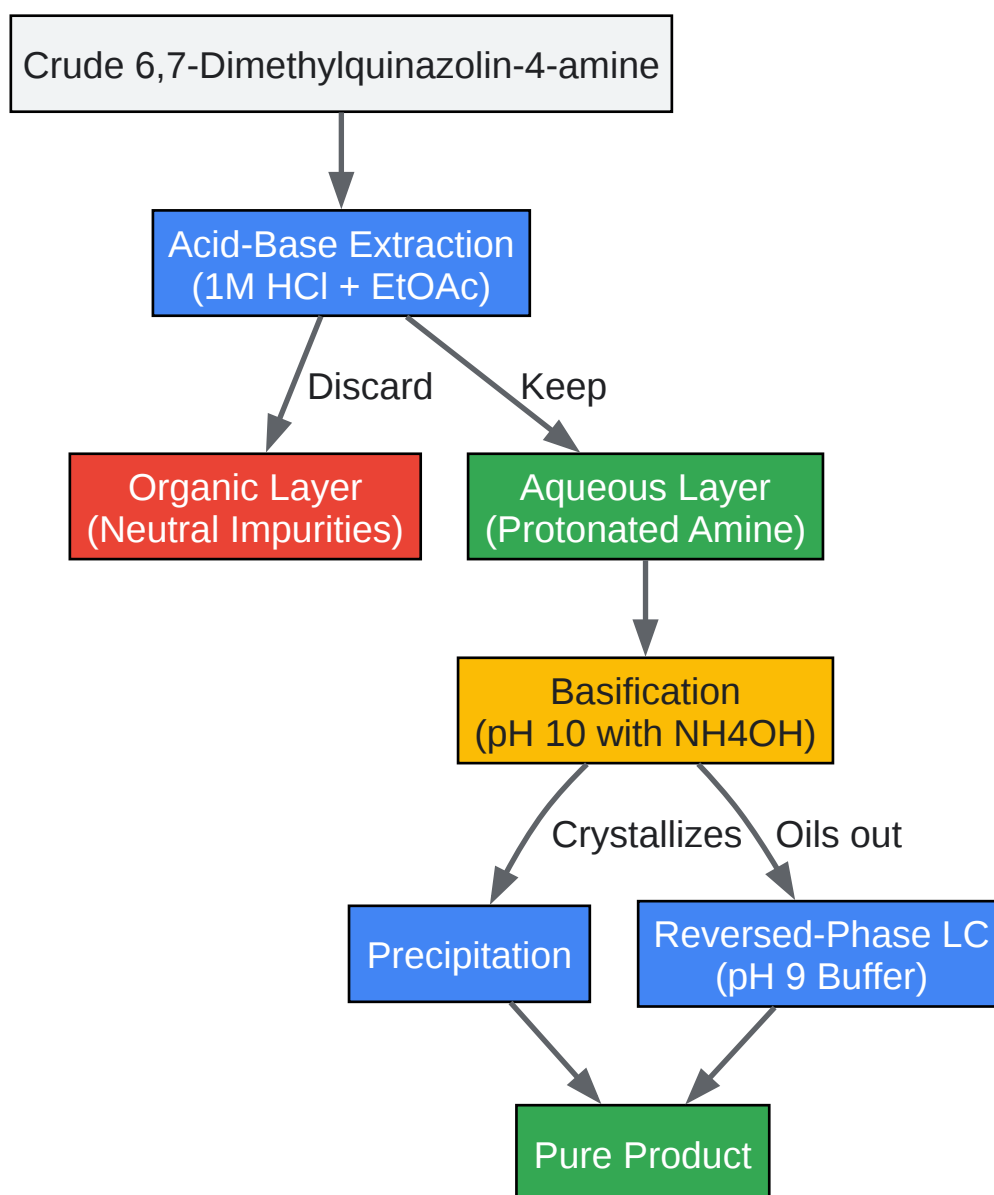 Crude 6,7-Dimethylquinazolin-4-amine
Acid-Base Extraction
(1M HCl + EtOAc)
Discard
Keep
Organic Layer
(Neutral Impurities)
Aqueous Layer
(Protonated Amine)
Basification
(pH 10 with NH4OH)
Crystallizes
Oils out
Precipitation
Reversed-Phase LC
(pH 9 Buffer)
Pure Product